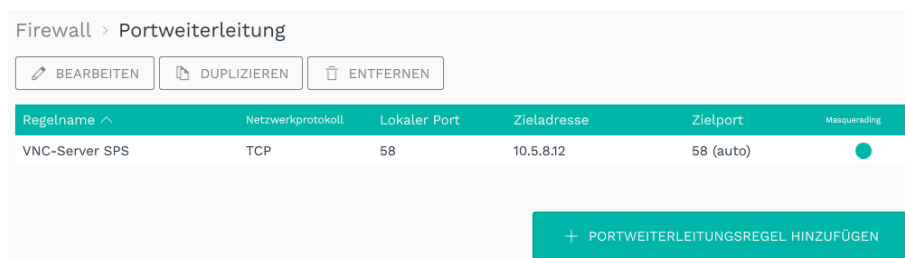 Firewall > Portweiterleitung
BEARBEITEN DUPLIZIEREN ENTFERNEN
Regelname Netzwerkprotokoll Lokaler Port Zieladresse Zielport Masquerading
VNC-Server SPS TCP 58 10.5.8.12 58 (auto)
+ PORTWEITERLEITUNGSREGEL HINZUFÜGEN